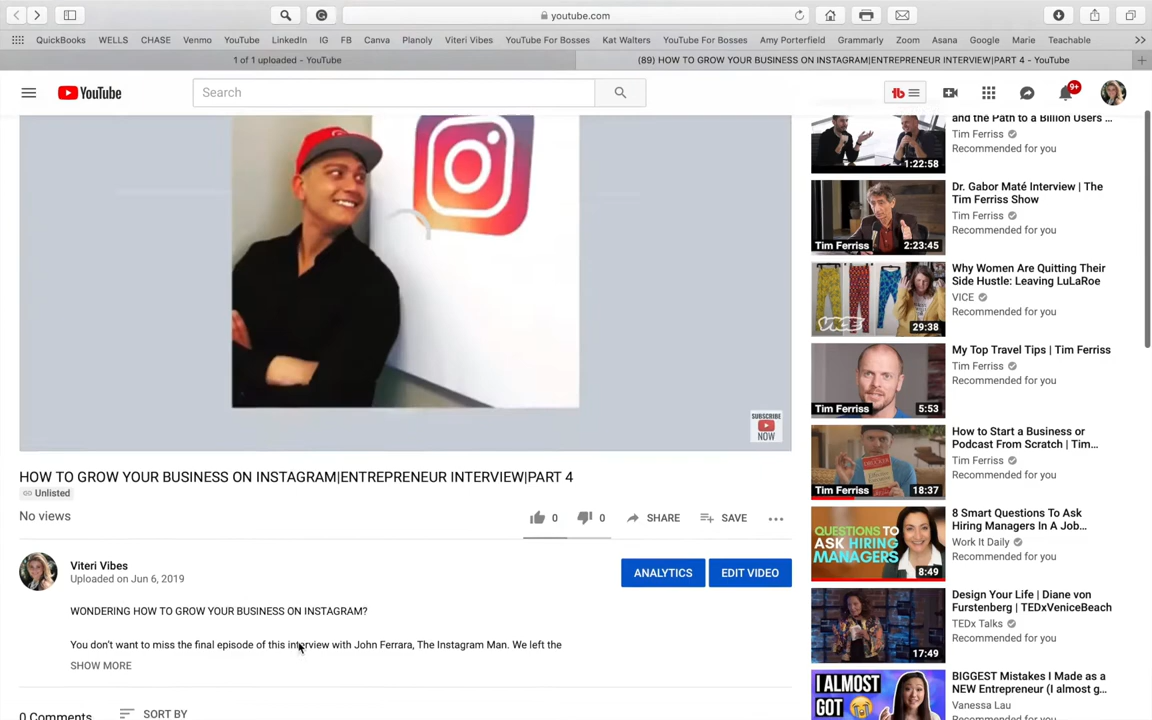 youtube.com
QuickBooks WELLS CHASE Venmo YouTube LinkedIn IG FB Canva Planoly Viteri Vibes YouTube For Bosses Kat Walters YouTube For Bosses Amy Porterfield Grammarly Zoom Asana Google Marie Teachable
1 of 1 uploaded - YouTube
(89) HOW TO GROW YOUR BUSINESS ON INSTAGRAM|ENTREPRENEUR INTERVIEW|PART 4 - YouTube
YouTube
Search
tb
9+
SUBSCRIBE
NOW
HOW TO GROW YOUR BUSINESS ON INSTAGRAM|ENTREPRENEUR INTERVIEW|PART 4
Unlisted
No views
0 0 SHARE SAVE
Viteri Vibes
Uploaded on Jun 6, 2019
ANALYTICS EDIT VIDEO
WONDERING HOW TO GROW YOUR BUSINESS ON INSTAGRAM?
You don't want to miss the final episode of this interview with John Ferrara, The Instagram Man. We left the
SHOW MORE
0 Comments SORT BY
and the Path to a Billion Users ...
Tim Ferriss
Recommended for you
1:22:58
Dr. Gabor Maté Interview | The
Tim Ferriss Show
Tim Ferriss
Recommended for you
Tim Ferriss 2:23:45
Why Women Are Quitting Their
Side Hustle: Leaving LuLaRoe
VICE
Recommended for you
VICE 29:38
My Top Travel Tips | Tim Ferriss
Tim Ferriss
Recommended for you
Tim Ferriss 5:53
How to Start a Business or
Podcast From Scratch | Tim...
Tim Ferriss
Recommended for you
Tim Ferriss 18:37
8 Smart Questions To Ask
Hiring Managers In A Job...
Work It Daily
Recommended for you
QUESTIONS TO
ASK HIRING
MANAGERS
8:49
Design Your Life | Diane von
Furstenberg | TEDxVeniceBeach
TEDx Talks
Recommended for you
17:49
BIGGEST Mistakes I Made as a
NEW Entrepreneur (I almost g...
Vanessa Lau
I ALMOST
GOT